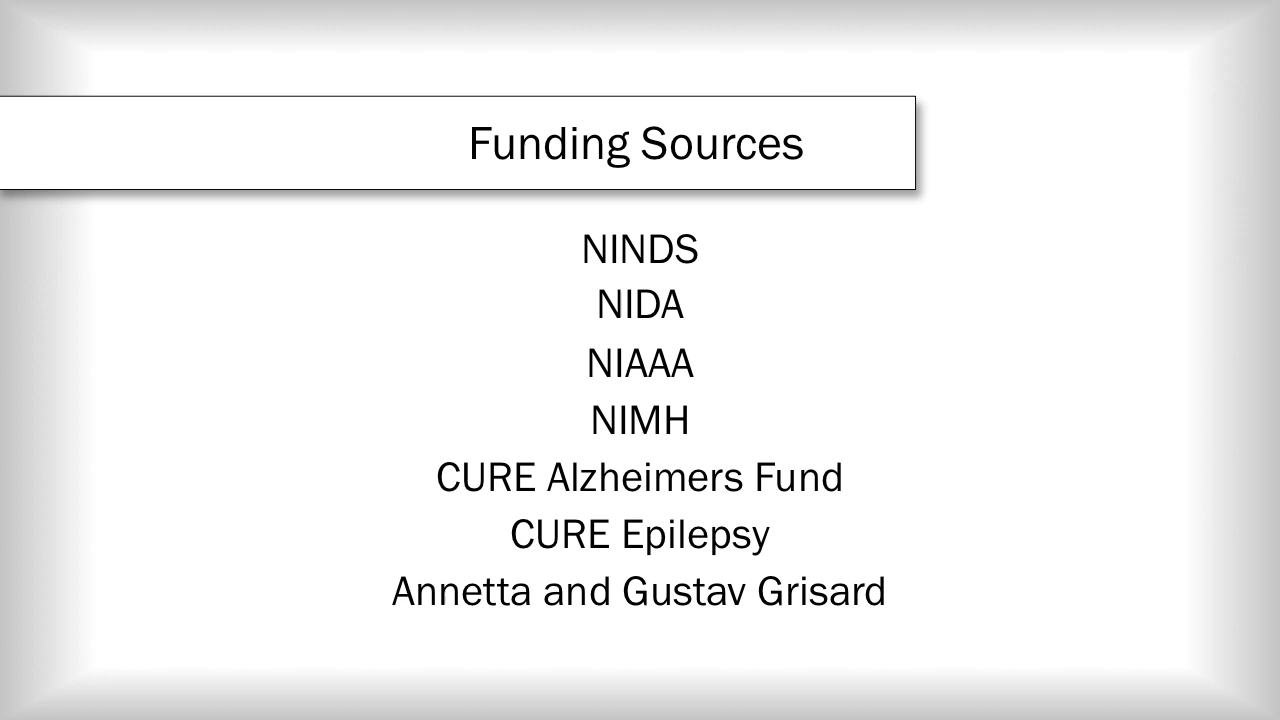 Funding Sources
NINDS
NIDA
NIAAA
NIMH
CURE Alzheimers Fund
CURE Epilepsy
Annetta and Gustav Grisard